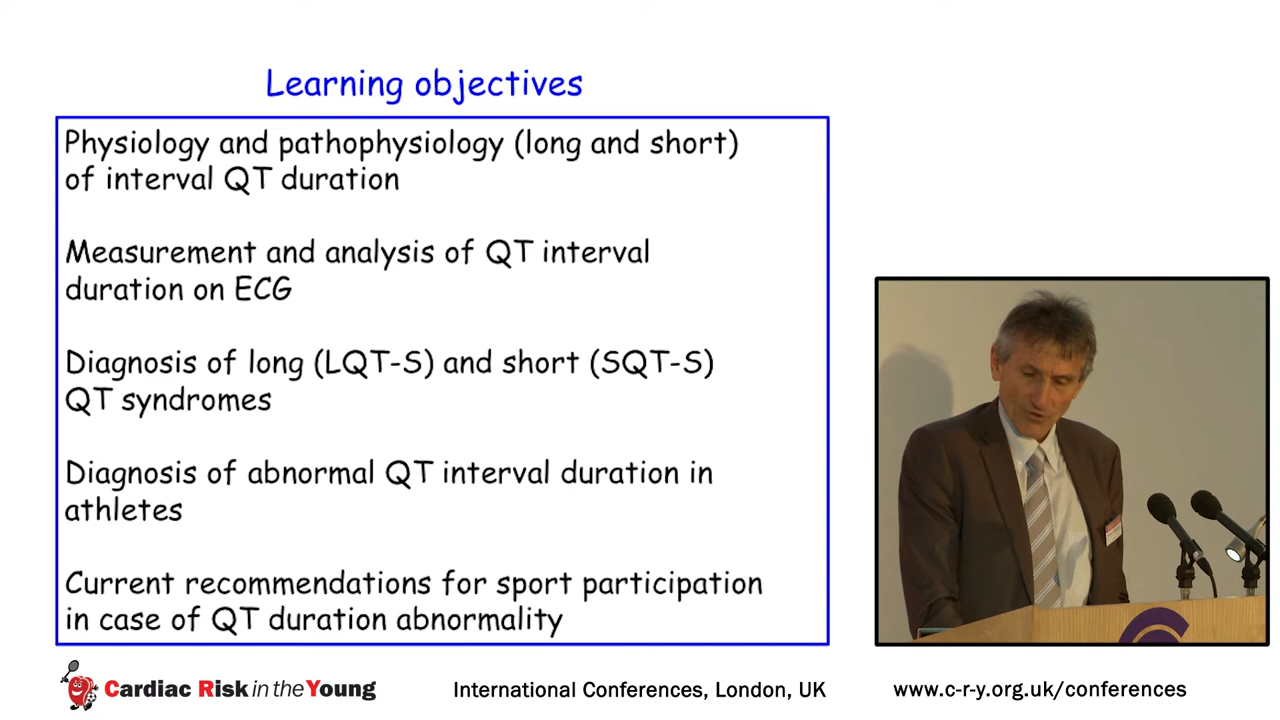 Learning objectives
Physiology and pathophysiology (long and short)
of interval QT duration
Measurement and analysis of QT interval
duration on ECG
Diagnosis of long (LQT-S) and short (SQT-S)
QT syndromes
Diagnosis of abnormal QT interval duration in
athletes
Current recommendations for sport participation
in case of QT duration abnormality
Cardiac Risk in the Young
International Conferences, London, UK
www.c-r-y.org.uk/conferences